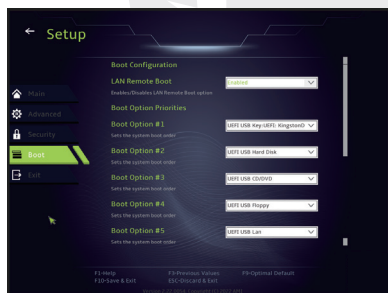 ← Setup
Boot Configuration
LAN Remote Boot
Enabled
Enables/Disables LAN Remote Boot option
Main
Advanced
Security
Boot
Exit
Boot Option Priorities
Boot Option #1
UEFI USB Key:UEFI: KingstonD
Sets the system boot order
Boot Option #2
UEFI USB Hard Disk
Sets the system boot order
Boot Option #3
UEFI USB CD/DVD
Sets the system boot order
Boot Option #4
UEFI USB Floppy
Sets the system boot order
Boot Option #5
UEFI USB Lan
Sets the system boot order
F1-Help
F3-Previous Values
F9-Optimal Default
F10-Save & Exit
ESC-Discard & Exit